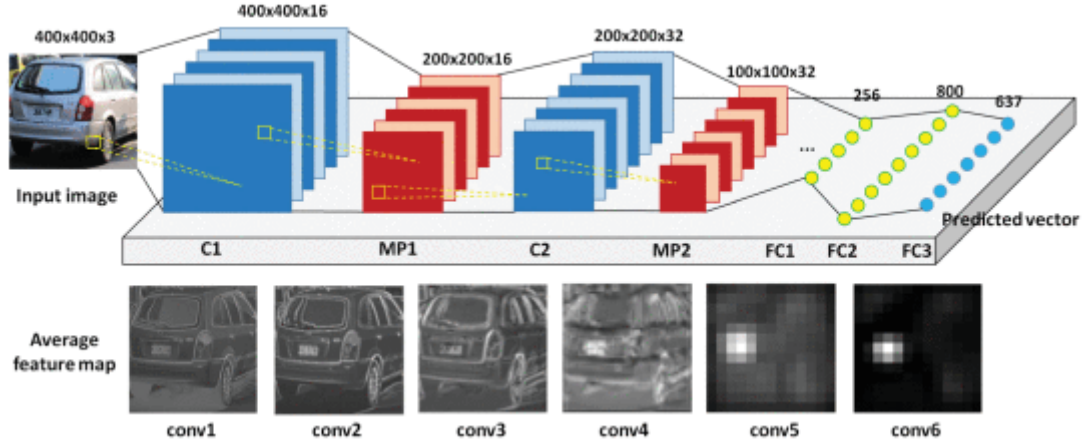 400x400x3
400x400x16
200x200x16
200x200x32
100x100x32
256
800
637
...
Input image
Predicted vector
C1
MP1
C2
MP2
FC1
FC2
FC3
Average
feature map
conv1
conv2
conv3
conv4
conv5
conv6